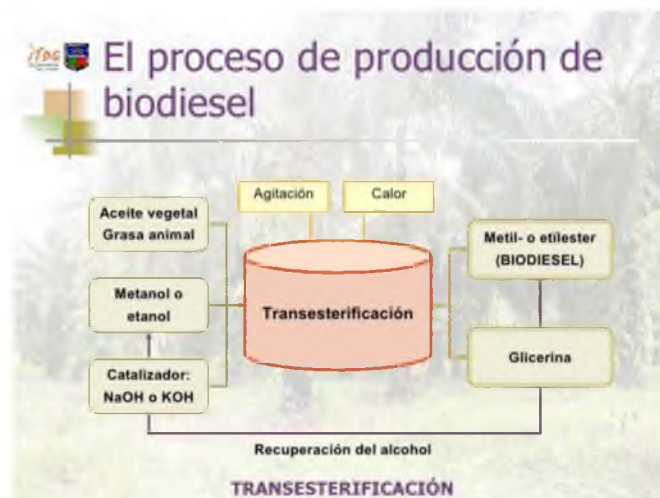 ITDG
El proceso de producción de
biodiesel
Agitación
Calor
Aceite vegetal
Grasa animal
Metanol o
etanol
Catalizador:
NaOH o KOH
Transesterificación
Metil- o etilester
(BIODIESEL)
Glicerina
Recuperación del alcohol
TRANSESTERIFICACIÓN